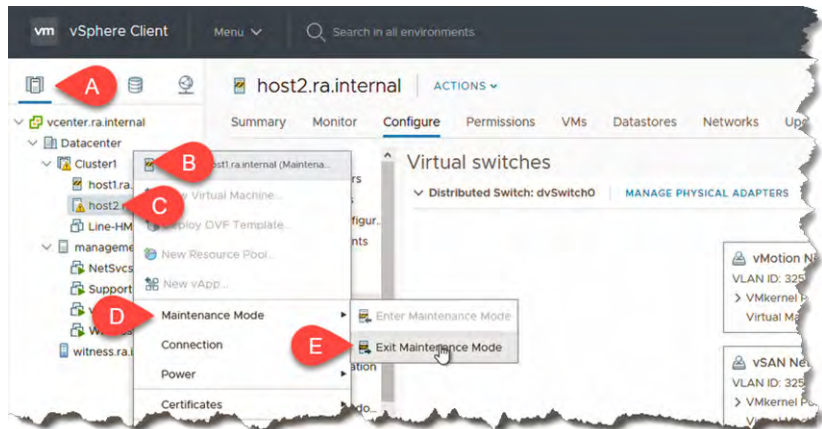 vm vSphere Client Menu Search in all environments
A
host2.ra.internal ACTIONS
vcenter.ra.internal
Summary Monitor Configure Permissions VMs Datastores Networks
Datacenter
Cluster1
B
host1.ra.internal (Maintena...
Virtual switches
host1.ra.
New Virtual Machine...
Distributed Switch: dvSwitch0 MANAGE PHYSICAL ADAPTERS
host2
C
Deploy OVF Template...
Line-HM
manageme
New Resource Pool...
NetSvcs
Support
New vApp...
vMotion N
VLAN ID: 325
VMkernel P
D
Maintenance Mode
Enter Maintenance Mode
witness.ra.i
Connection
E
Exit Maintenance Mode
Power
vSAN Ne
VLAN ID: 325
Certificates
VMkernel P